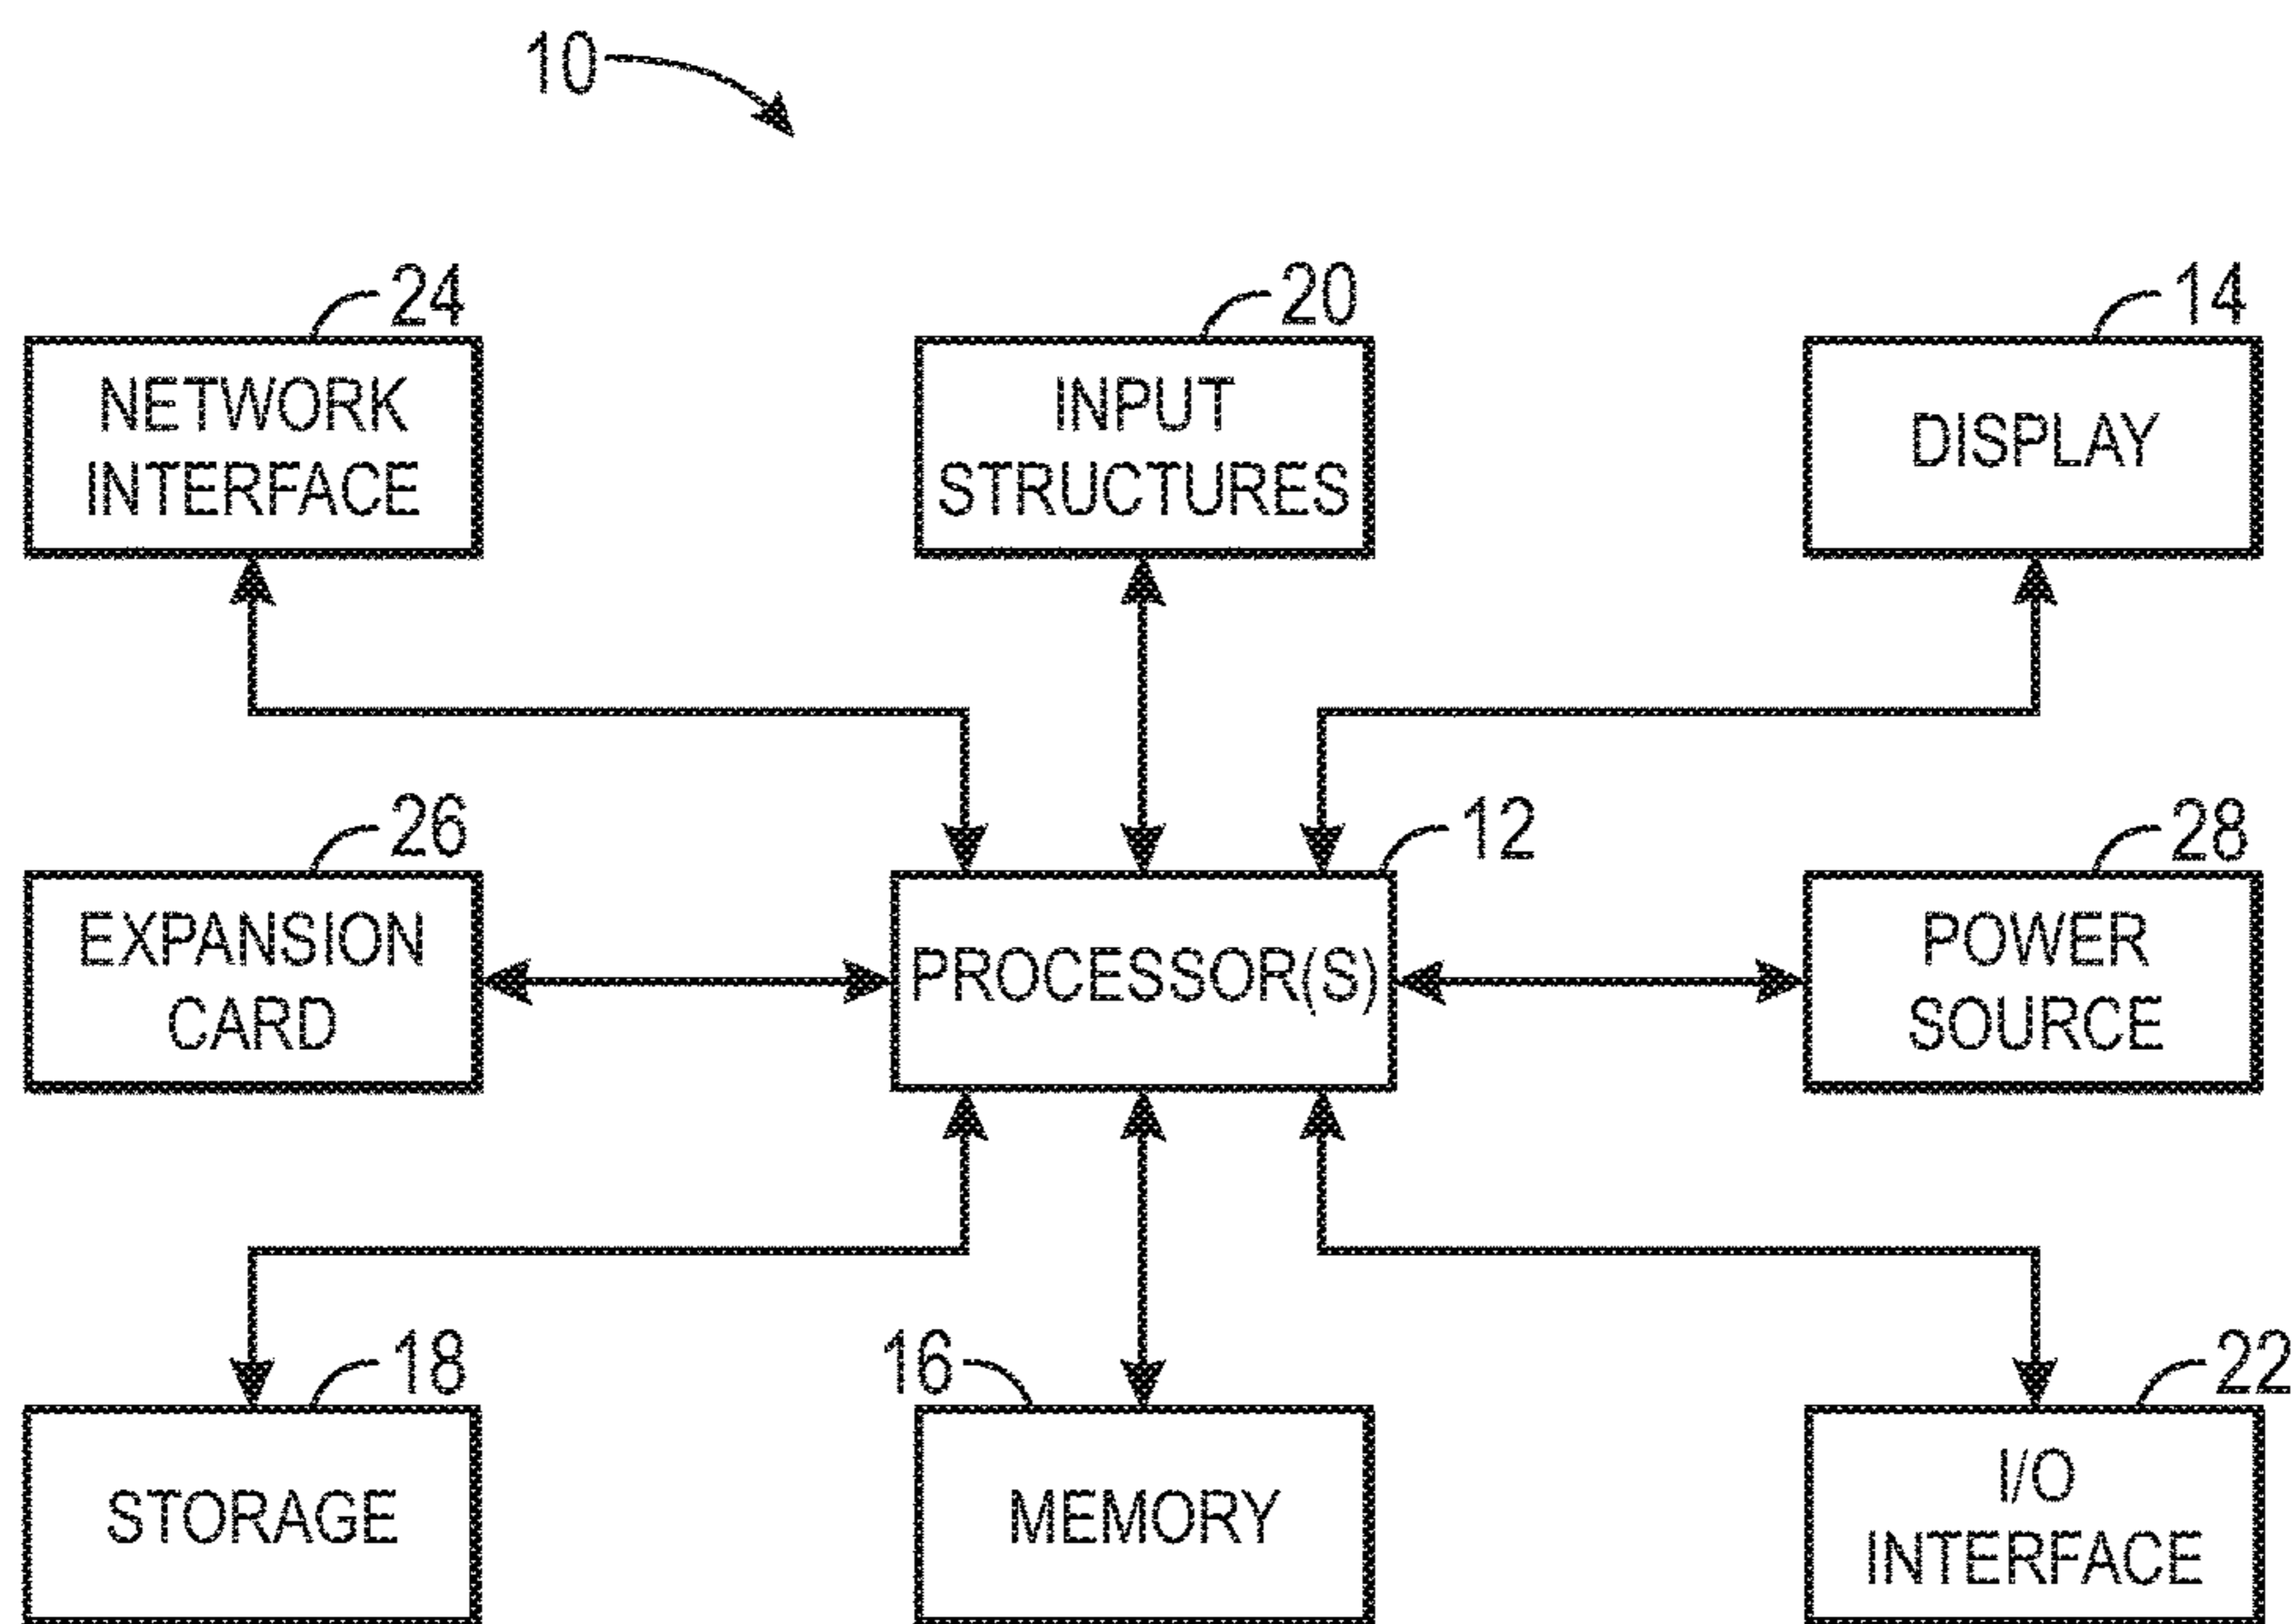 10
24
NETWORK
INTERFACE
20
INPUT
STRUCTURES
14
DISPLAY
26
EXPANSION
CARD
12
PROCESSOR(S)
28
POWER
SOURCE
18
STORAGE
16
MEMORY
22
I/O
INTERFACE